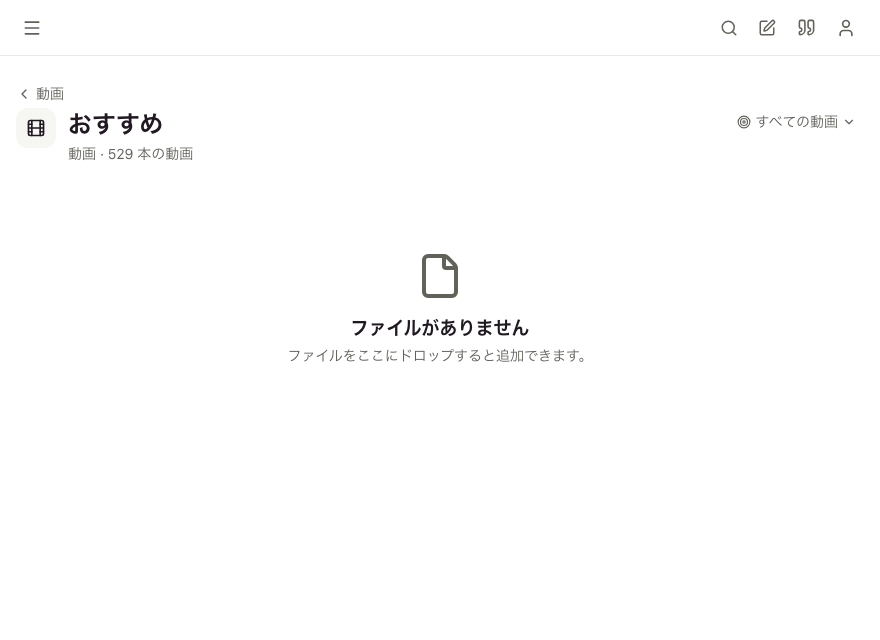 動画
おすすめ
すべての動画
動画 · 529 本の動画
ファイルがありません
ファイルをここにドロップすると追加できます。